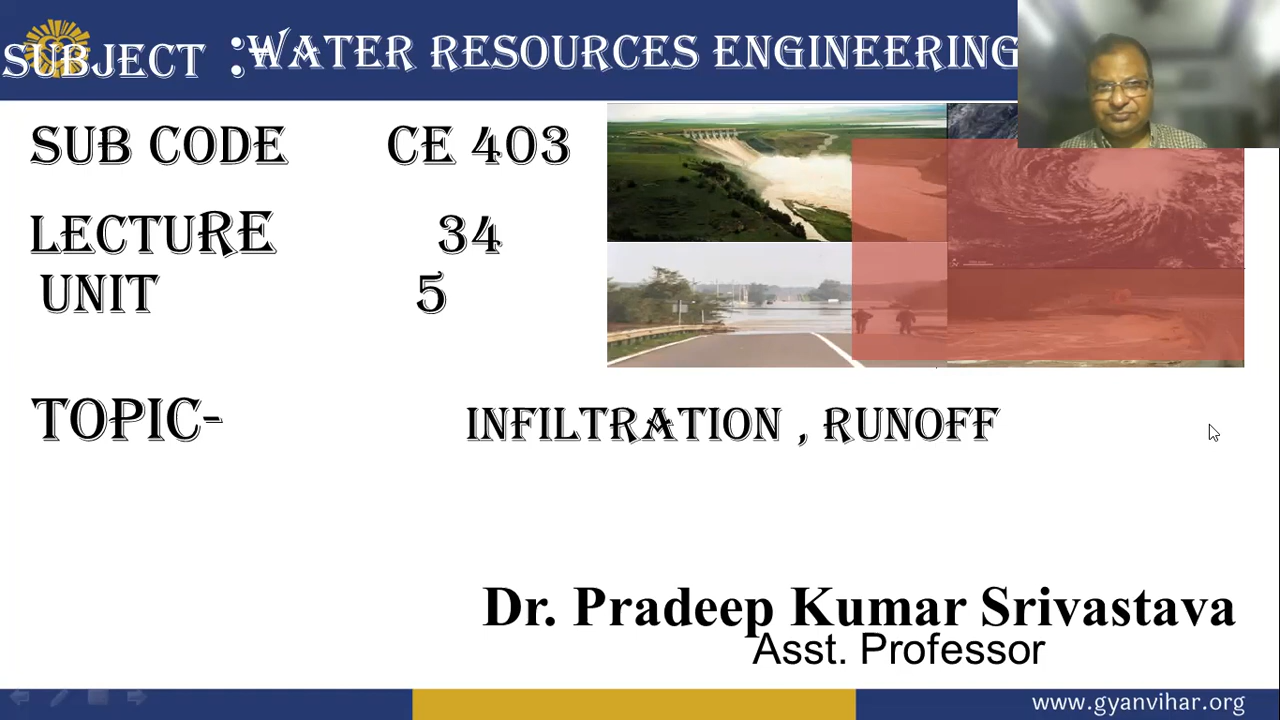 SUBJECT :-WATER RESOURCES ENGINEERING
SUB CODE CE 403
LECTURE 34
UNIT 5
TOPIC- INFILTRATION , RUNOFF
Dr. Pradeep Kumar Srivastava
Asst. Professor
www.gyanvihar.org